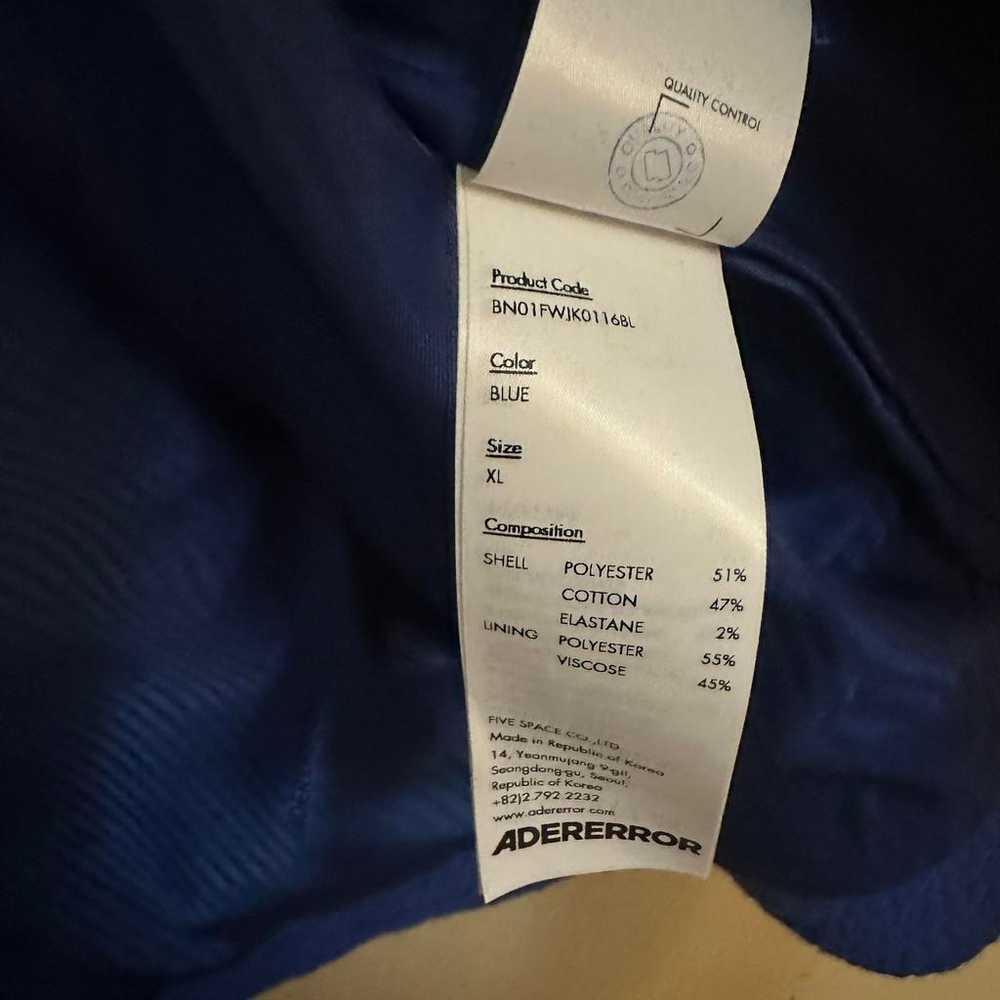 QUALITY CONTROL
QUALITY
Product Code
BN01FWJK0116BL
Color
BLUE
Size
XL
Composition
SHELL POLYESTER 51%
COTTON 47%
ELASTANE 2%
LINING POLYESTER 55%
VISCOSE 45%
FIVE SPACE CO.,LTD
Made in Republic of Korea
14, Yeonmujang 9-gil,
Seongdong-gu, Seoul,
Republic of Korea
+82)2 792 2232
www.adererror.com
ADERERROR